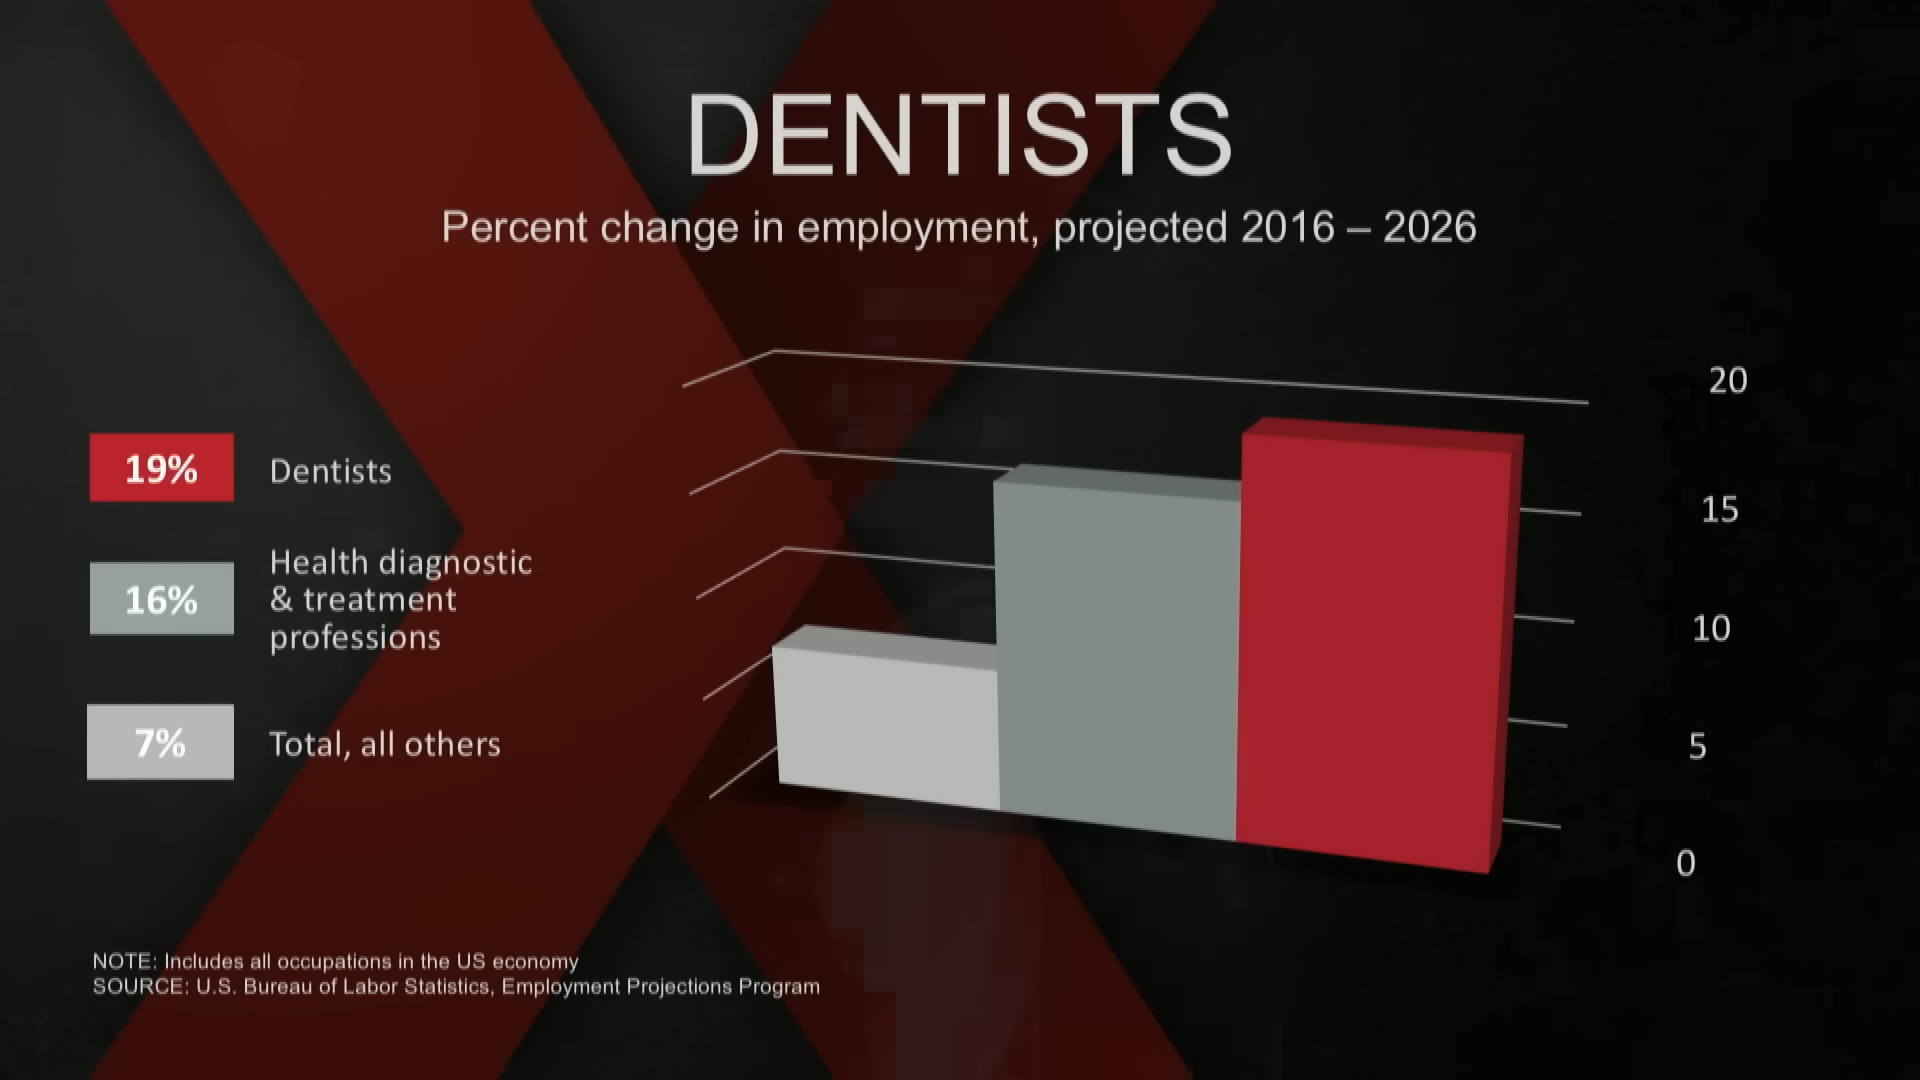 DENTISTS
Percent change in employment, projected 2016 – 2026
19% Dentists
16% Health diagnostic
& treatment
professions
7% Total, all others
20
15
10
5
0
NOTE: Includes all occupations in the US economy
SOURCE: U.S. Bureau of Labor Statistics, Employment Projections Program